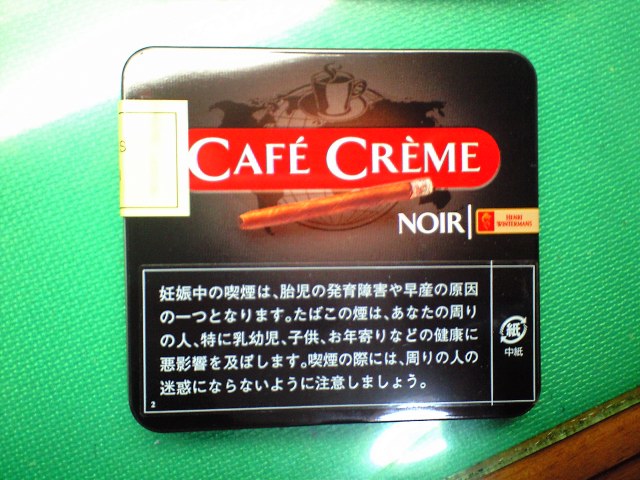 CAFÉ CRÈME
NOIR
HENRI
WINTERMANS
妊娠中の喫煙は、胎児の発育障害や早産の原因
の一つとなります。たばこの煙は、あなたの周り
の人、特に乳幼児、子供、お年寄りなどの健康に
悪影響を及ぼします。喫煙の際には、周りの人の
迷惑にならないように注意しましょう。
紙
中紙
2